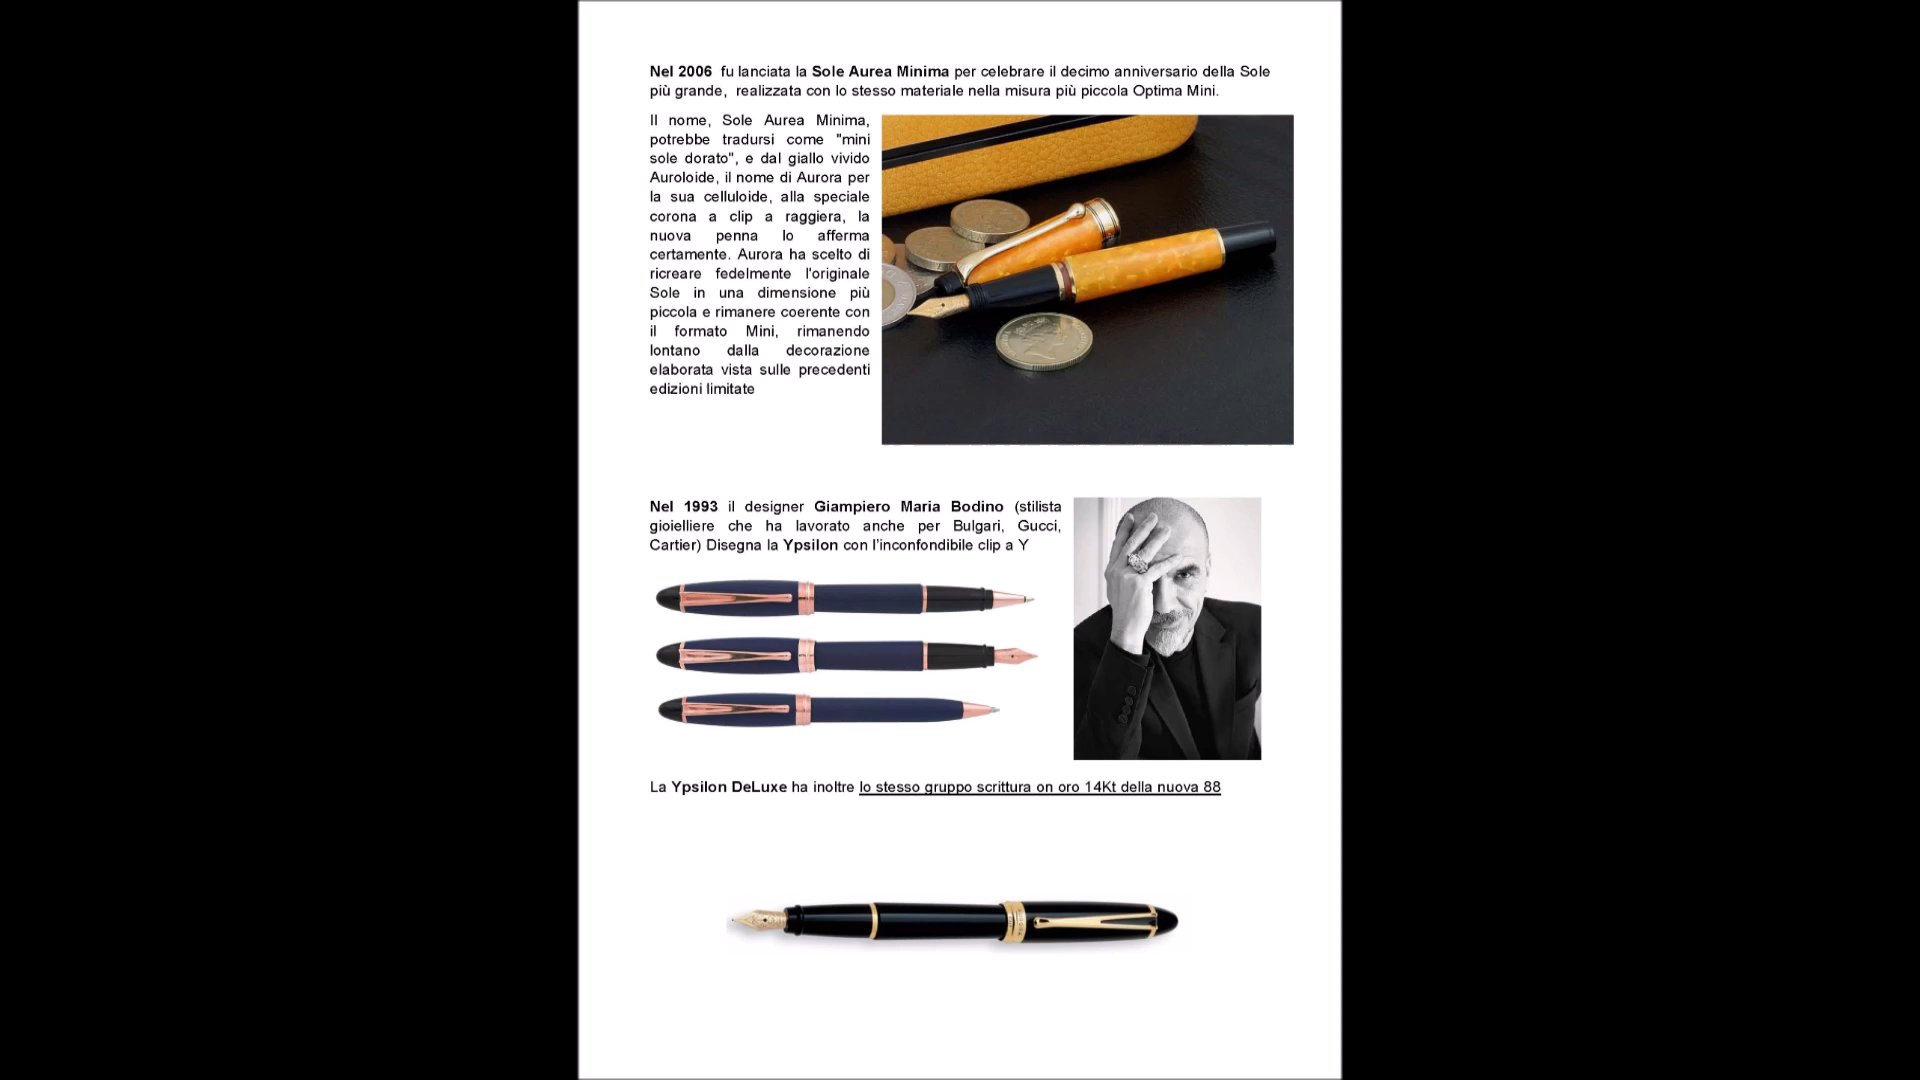 Nel 2006 fu lanciata la Sole Aurea Minima per celebrare il decimo anniversario della Sole
più grande, realizzata con lo stesso materiale nella misura più piccola Optima Mini.
Il nome, Sole Aurea Minima,
potrebbe tradursi come "mini
sole dorato", e dal giallo vivido
Auroloide, il nome di Aurora per
la sua celluloide, alla speciale
corona a clip a raggiera, la
nuova penna lo afferma
certamente. Aurora ha scelto di
ricreare fedelmente l'originale
Sole in una dimensione più
piccola e rimanere coerente con
il formato Mini, rimanendo
lontano dalla decorazione
elaborata vista sulle precedenti
edizioni limitate
Nel 1993 il designer Giampiero Maria Bodino (stilista
gioielliere che ha lavorato anche per Bulgari, Gucci,
Cartier) Disegna la Ypsilon con l'inconfondibile clip a Y
La Ypsilon DeLuxe ha inoltre lo stesso gruppo scrittura on oro 14Kt della nuova 88